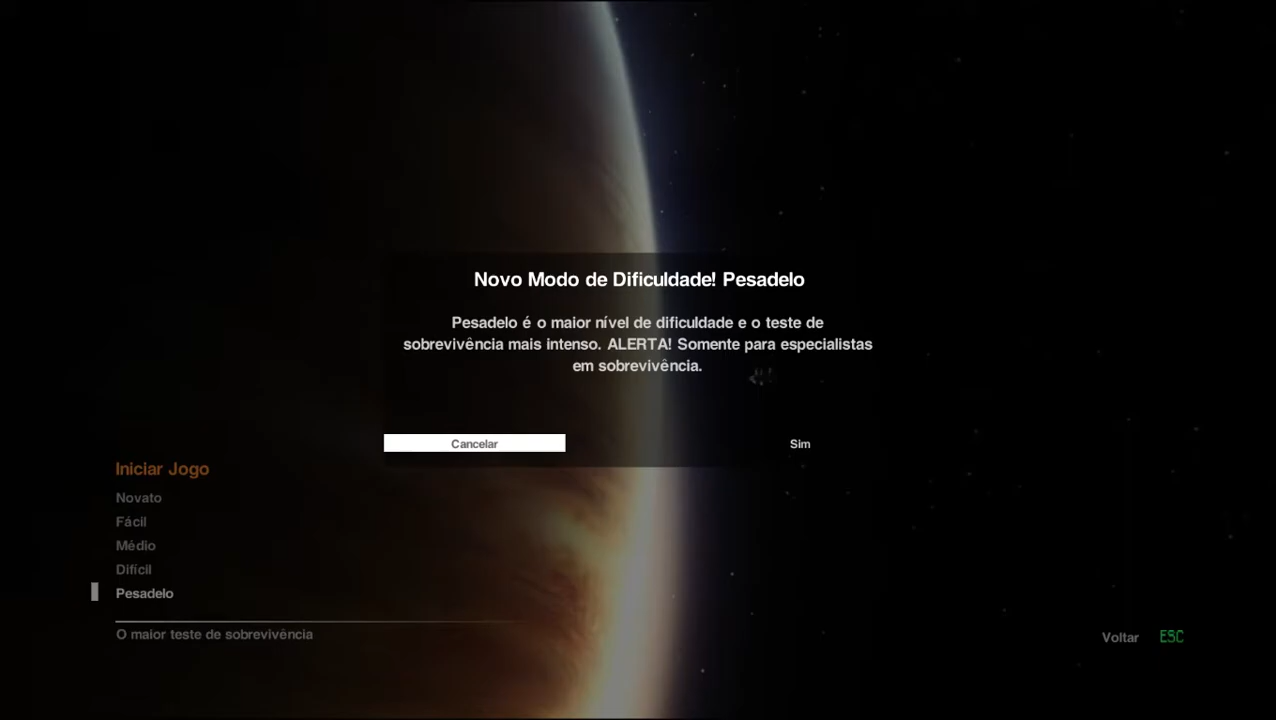 Novo Modo de Dificuldade! Pesadelo
Pesadelo é o maior nível de dificuldade e o teste de
sobrevivência mais intenso. ALERTA! Somente para especialistas
em sobrevivência.
Cancelar
Sim
Iniciar Jogo
Novato
Fácil
Médio
Difícil
Pesadelo
O maior teste de sobrevivência
Voltar ESC